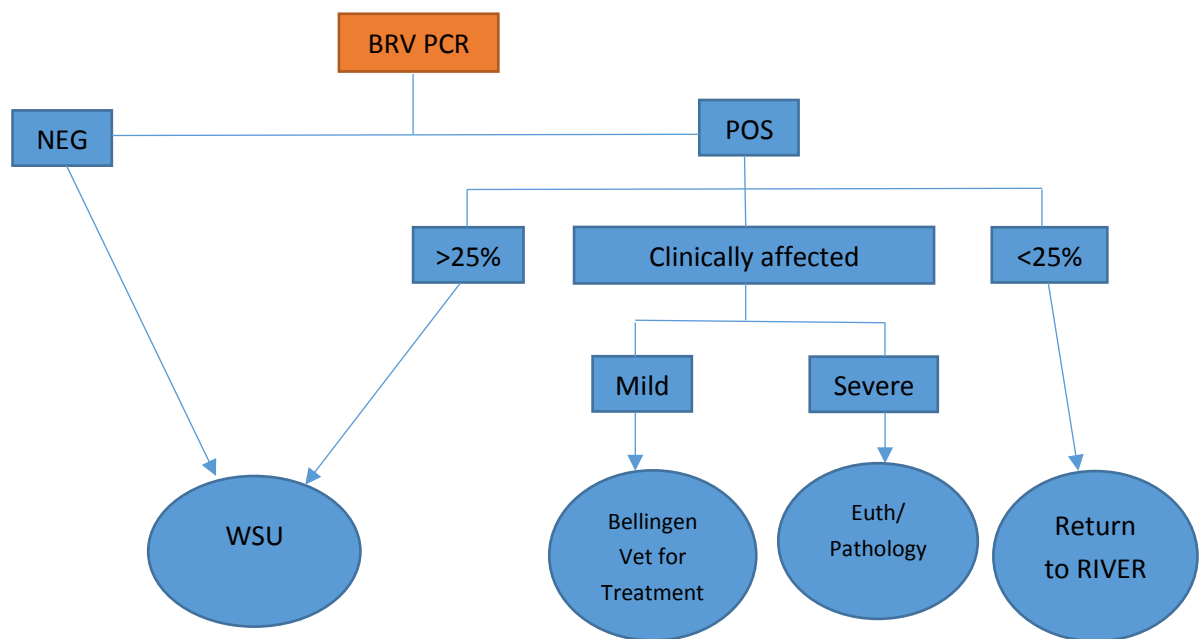 BRV PCR
NEG
POS
>25%
Clinically affected
<25%
Mild
Severe
WSU
Bellingen
Vet for
Treatment
Euth/
Pathology
Return
to RIVER